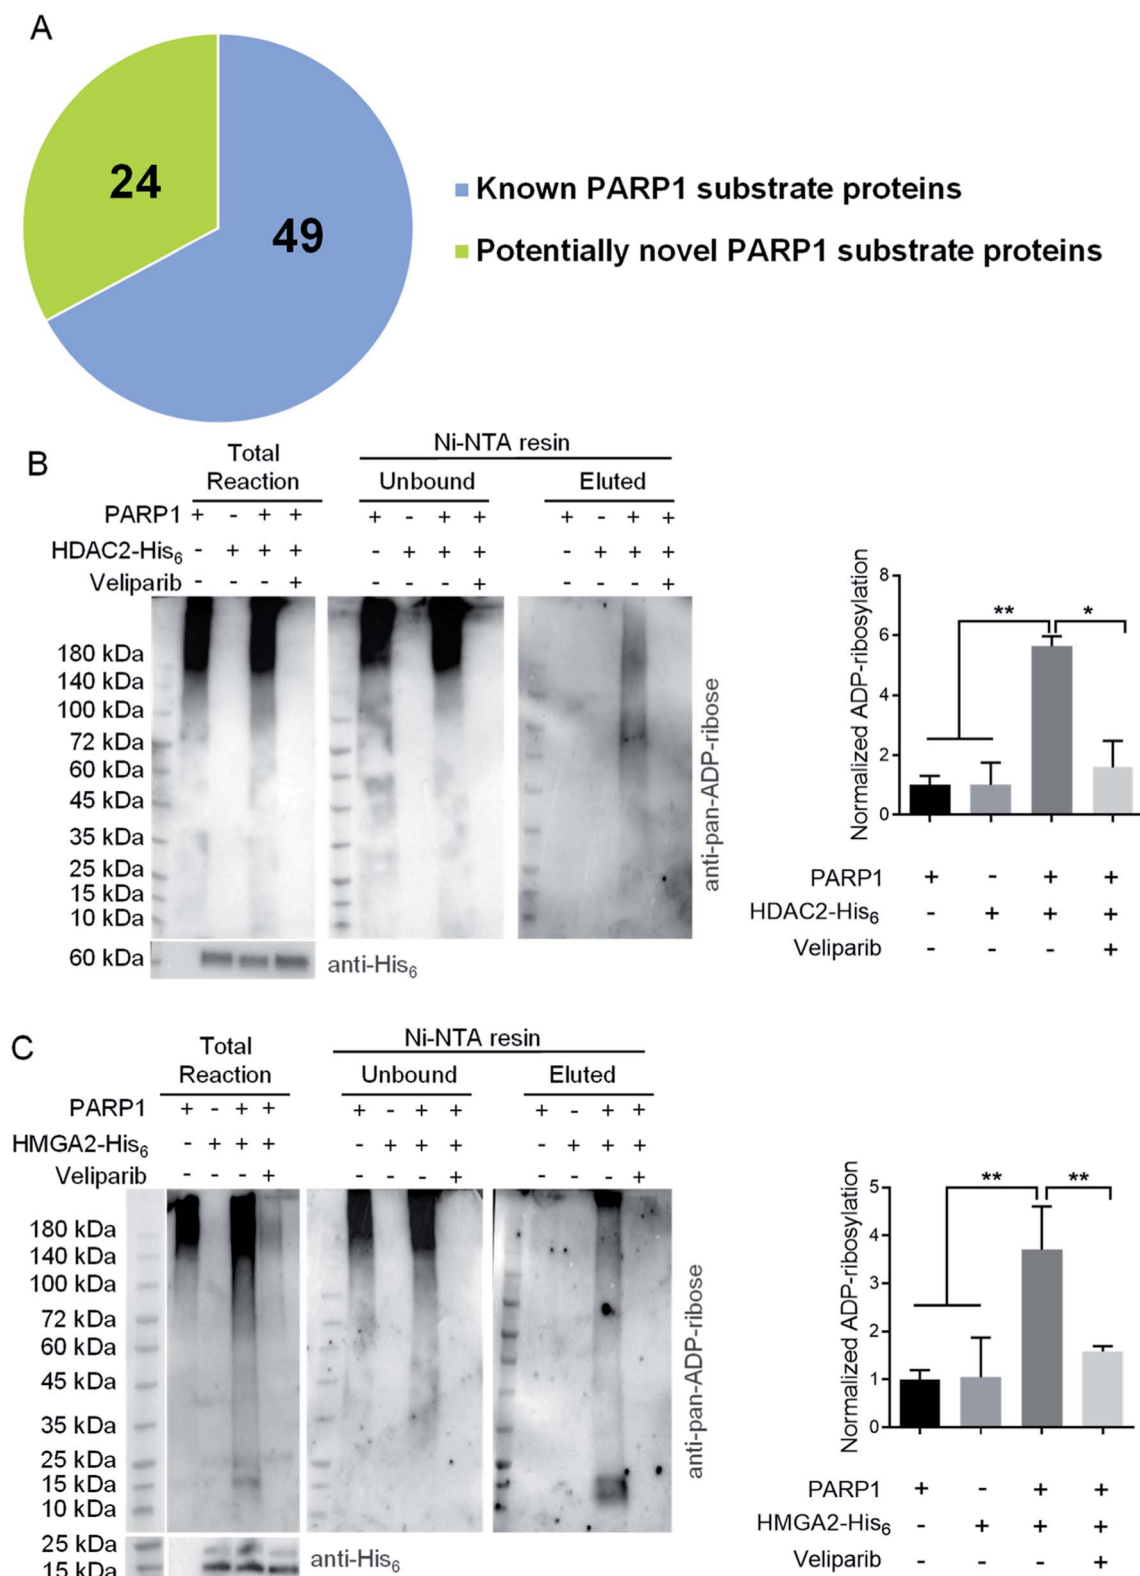 A
24
49
Known PARP1 substrate proteins
Potentially novel PARP1 substrate proteins
B
Total Reaction
Ni-NTA resin
Unbound
Eluted
PARP1 + - + + + - + + + - + +
HDAC2-His6 - + + + - + + + - + + +
Veliparib - - - + - - - + - - - +
180 kDa
140 kDa
100 kDa
72 kDa
60 kDa
45 kDa
35 kDa
25 kDa
15 kDa
10 kDa
60 kDa
anti-His6
anti-pan-ADP-ribose
Normalized ADP-ribosylation
8
6
4
2
0
** *
PARP1 + - + +
HDAC2-His6 - + + +
Veliparib - - - +
C
Total Reaction
Ni-NTA resin
Unbound
Eluted
PARP1 + - + + + - + + + - + +
HMGA2-His6 - + + + - + + + - + + +
Veliparib - - - + - - - + - - - +
180 kDa
140 kDa
100 kDa
72 kDa
60 kDa
45 kDa
35 kDa
25 kDa
15 kDa
10 kDa
25 kDa
15 kDa
anti-His6
anti-pan-ADP-ribose
Normalized ADP-ribosylation
5
4
3
2
1
0
** **
PARP1 + - + +
HMGA2-His6 - + + +
Veliparib - - - +